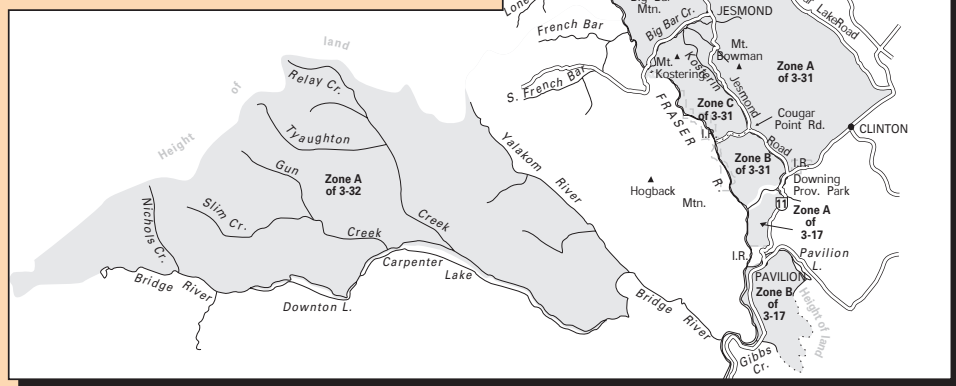 Lone
Big Bar
Mtn.
JESMOND
Big Bar Cr.
French Bar
Lake Road
Mt.
Bowman
Mt.
Kostering
Kostering
S. French Bar
Zone A
of 3-31
Jesmond
Road
Zone C
of 3-31
FRASER
R.
I.R.
Cougar
Point Rd.
CLINTON
Zone B
of 3-31
I.R.
Downing
Prov. Park
11
Zone A
of
3-17
Hogback
Mtn.
I.R.
Pavilion
L.
PAVILION
Zone B
of
3-17
Height of land
Gibbs
Cr.
Height of land
Relay Cr.
Tyaughton
Creek
Gun
Creek
Zone A
of 3-32
Slim Cr.
Nichols Cr.
Yalakom River
Carpenter
Lake
Bridge River
Downton L.
Bridge River